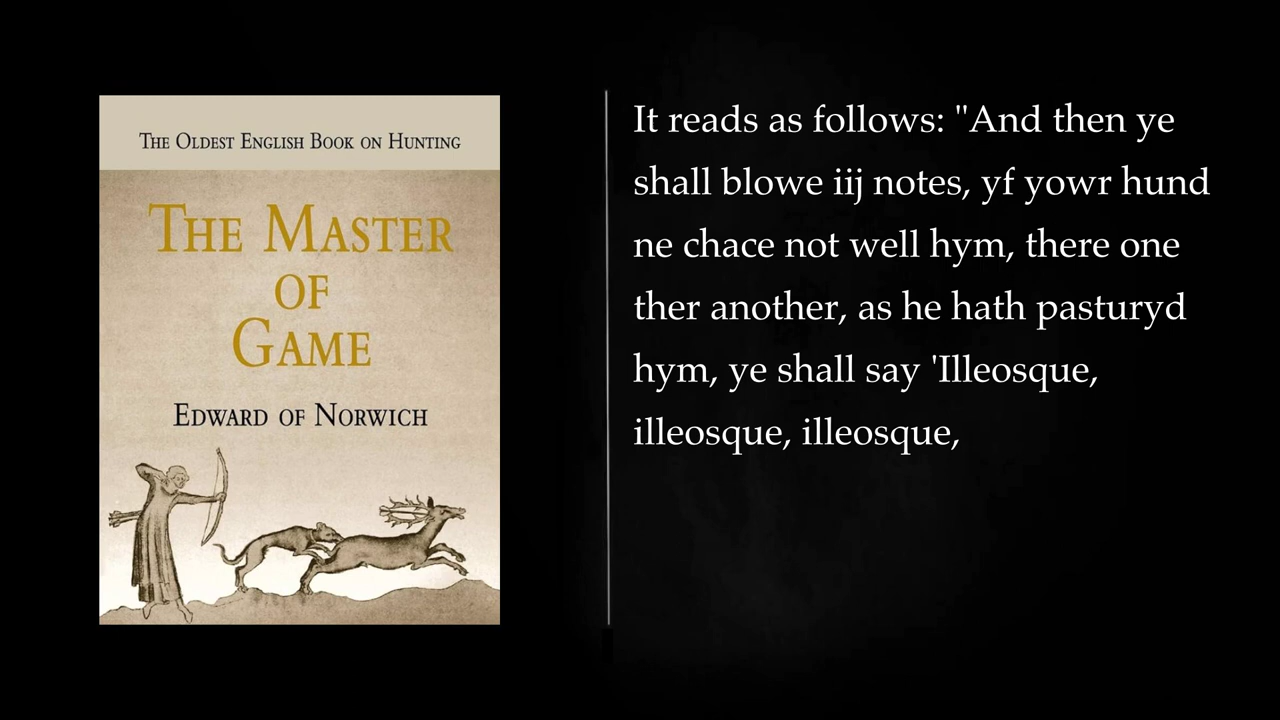 THE OLDEST ENGLISH BOOK ON HUNTING
THE MASTER
OF
GAME
EDWARD OF NORWICH
It reads as follows: "And then ye
shall blowe iij notes, yf yowr hund
ne chace not well hym, there one
ther another, as he hath pasturyd
hym, ye shall say 'Illeosque,
illeosque, illeosque,